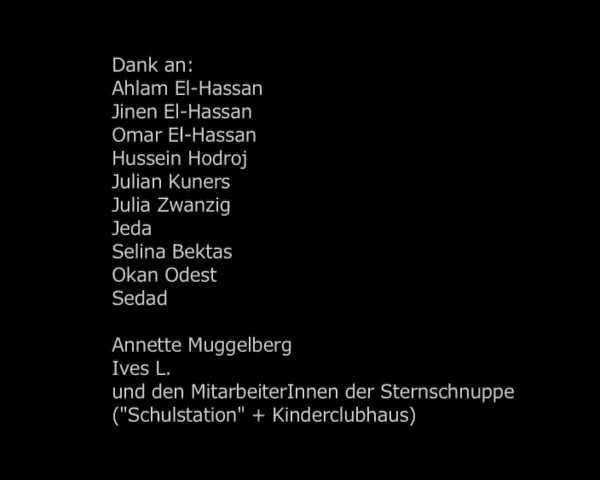 Dank an:
Ahlam El-Hassan
Jinen El-Hassan
Omar El-Hassan
Hussein Hodroj
Julian Kuners
Julia Zwanzig
Jeda
Selina Bektas
Okan Odest
Sedad
Annette Muggelberg
Ives L.
und den MitarbeiterInnen der Sternschnuppe
("Schulstation" + Kinderclubhaus)